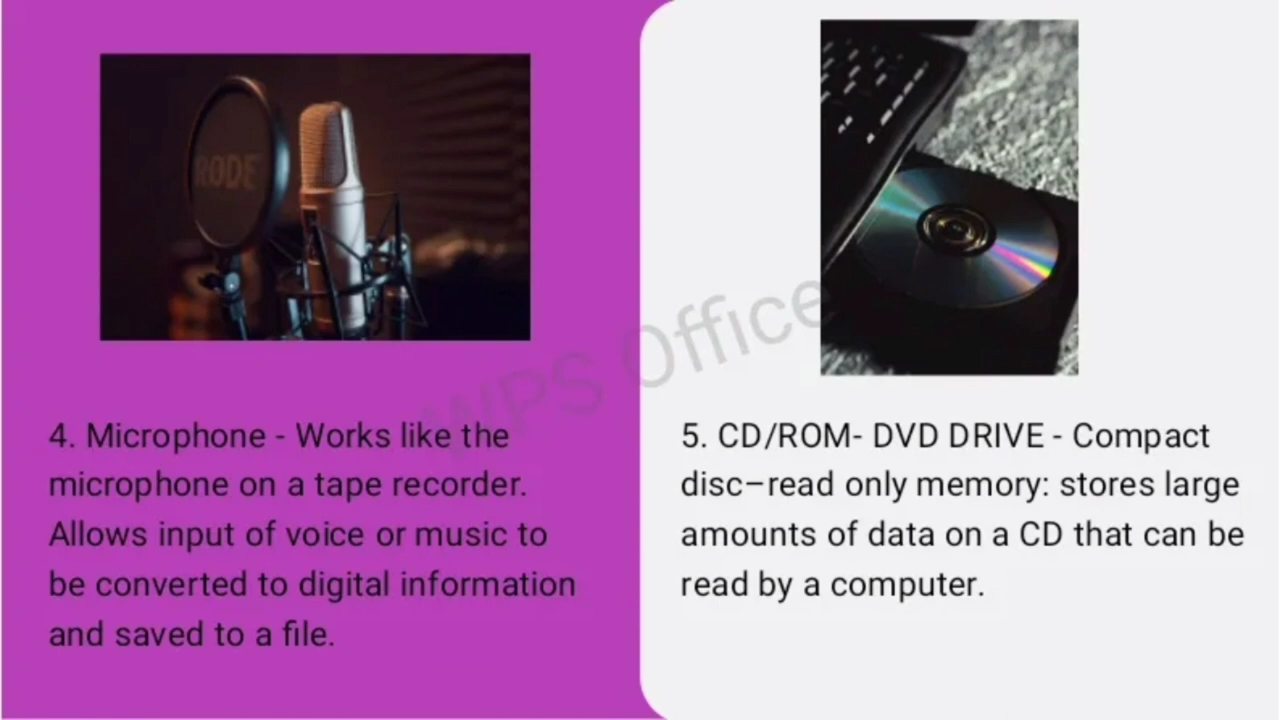 RODE
WPS Office
4. Microphone - Works like the
microphone on a tape recorder.
Allows input of voice or music to
be converted to digital information
and saved to a file.
5. CD/ROM- DVD DRIVE - Compact
disc–read only memory: stores large
amounts of data on a CD that can be
read by a computer.